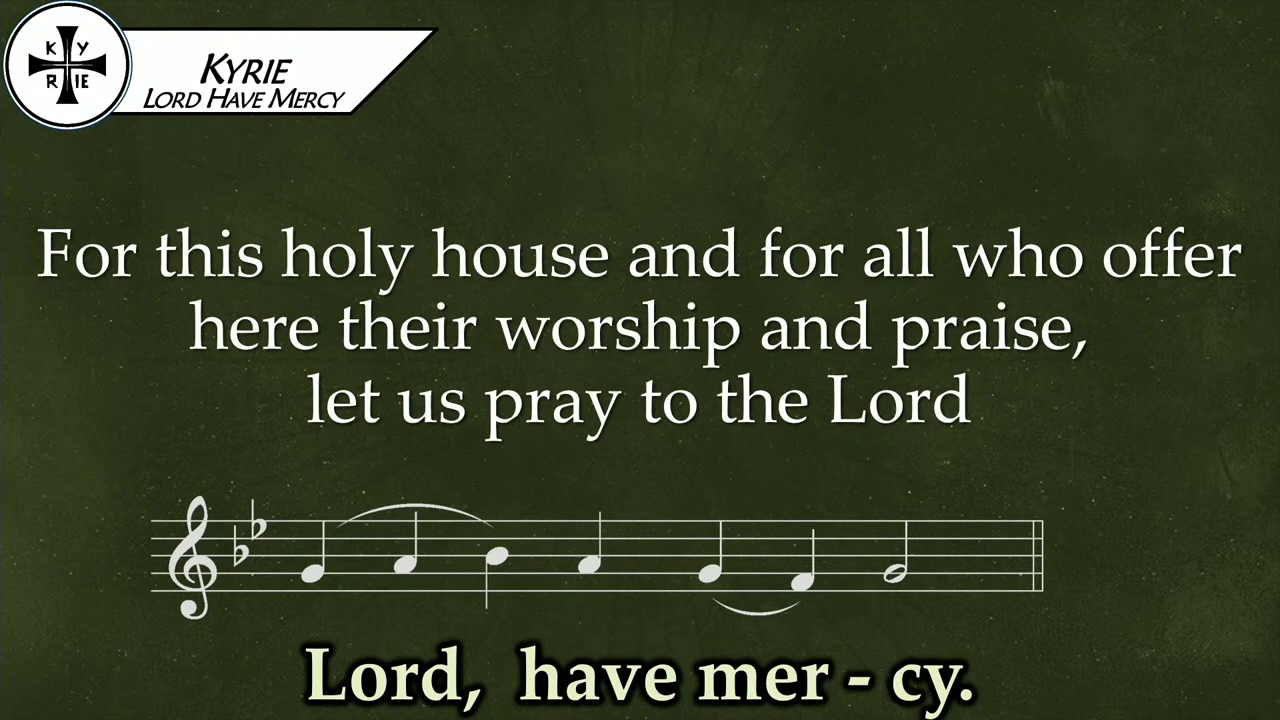 K Y
R IE
KYRIE
LORD HAVE MERCY
For this holy house and for all who offer
here their worship and praise,
let us pray to the Lord
Lord, have mer - cy.